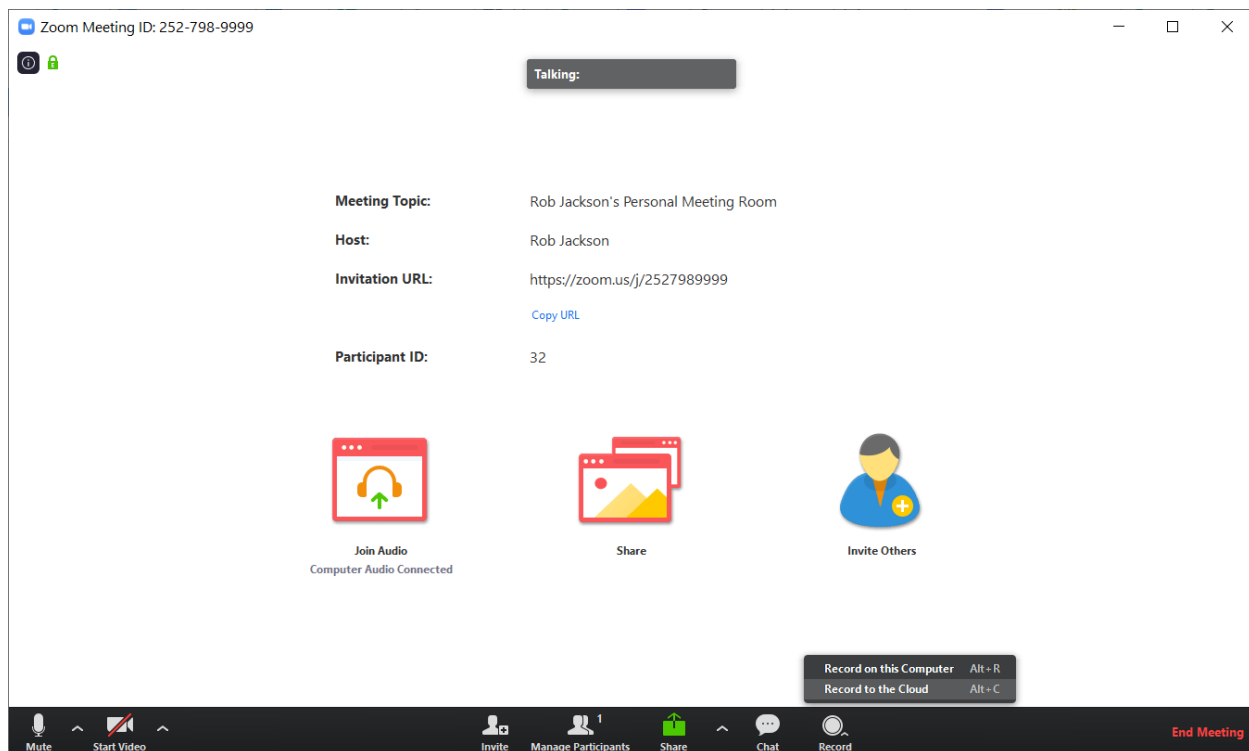 Zoom Meeting ID: 252-798-9999
Talking:
Meeting Topic: Rob Jackson's Personal Meeting Room
Host: Rob Jackson
Invitation URL: https://zoom.us/j/2527989999
Copy URL
Participant ID: 32
Join Audio Share Invite Others
Computer Audio Connected
Record on this Computer Alt+R
Record to the Cloud Alt+C
1
Mute Start Video Invite Manage Participants Share Chat Record End Meeting